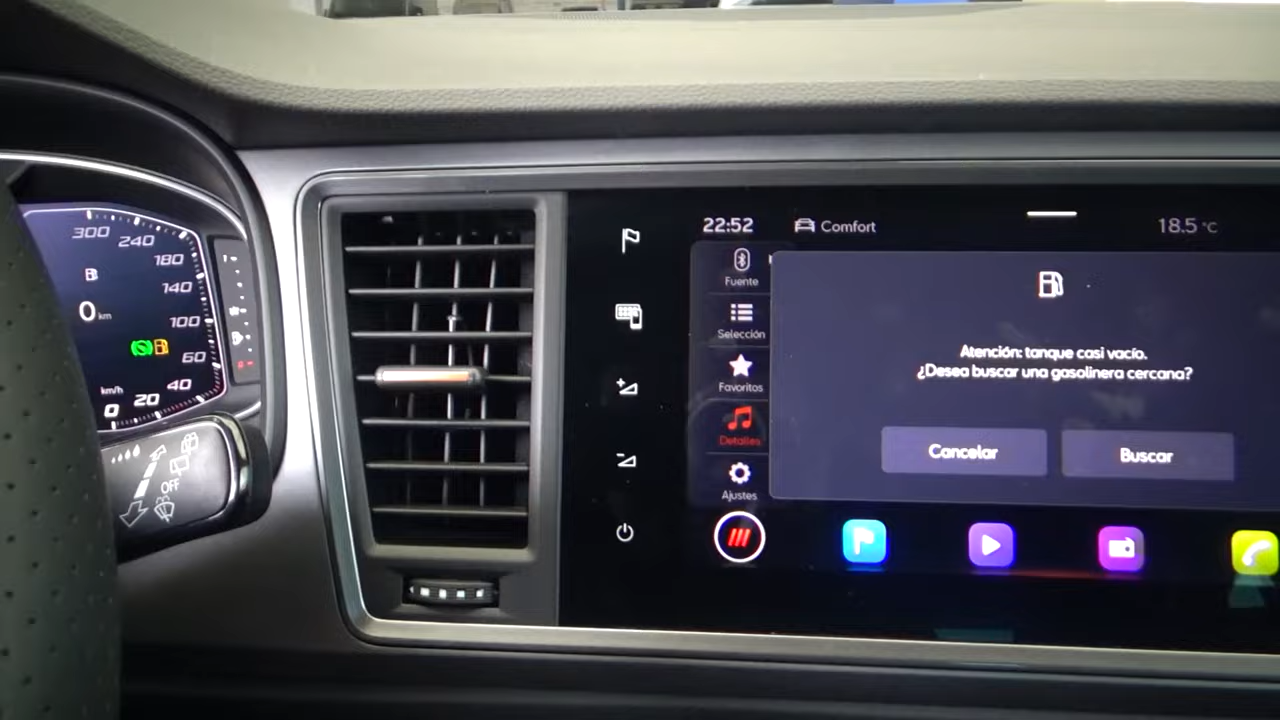 300
240
180
140
100
60
40
20
0
0 km
km/h
OFF
22:52
Comfort
18.5 °C
Fuente
Selección
Favoritos
Detalles
Ajustes
Atención: tanque casi vacío.
¿Desea buscar una gasolinera cercana?
Cancelar
Buscar